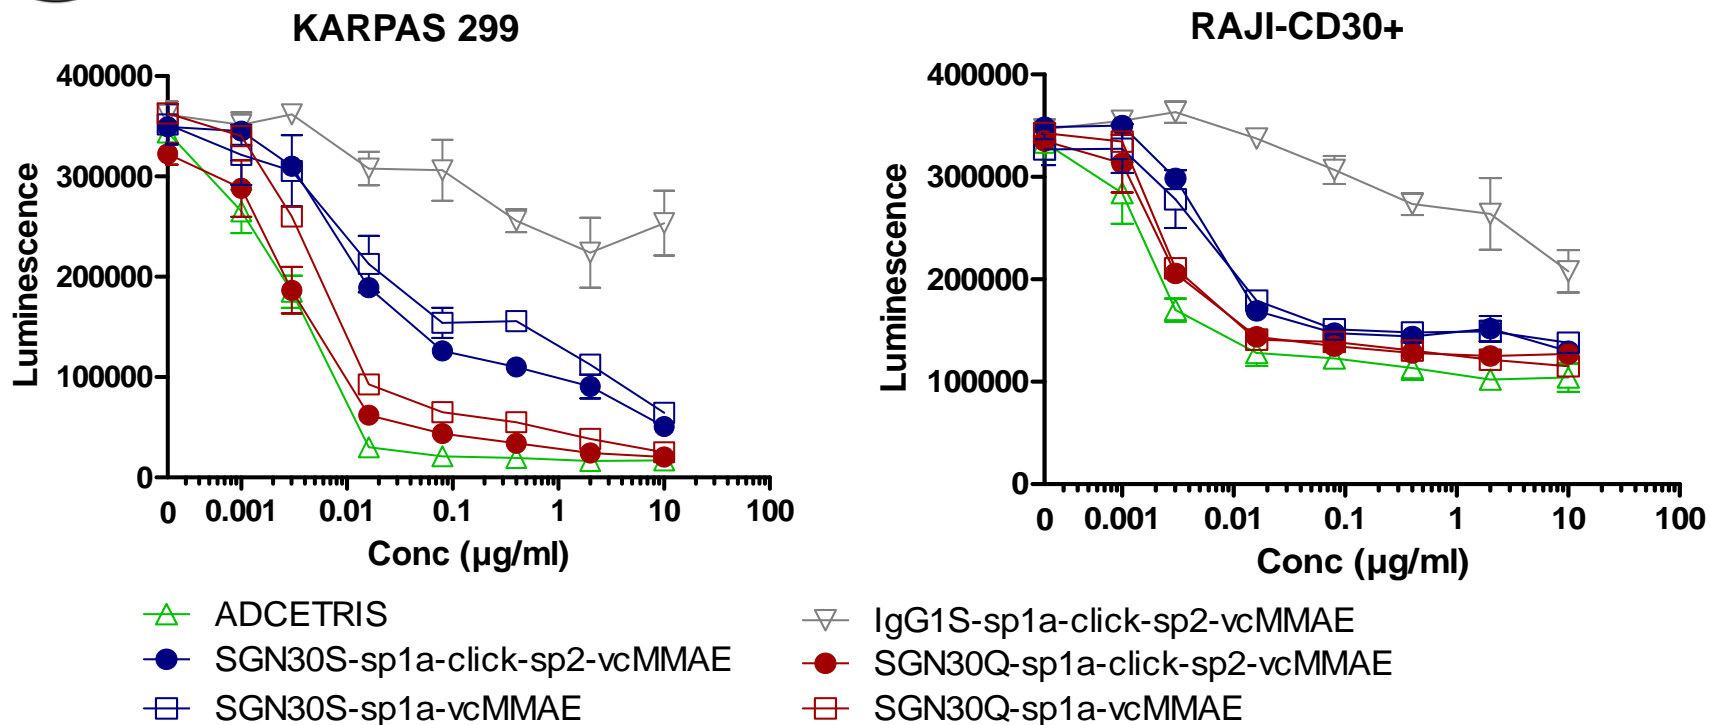 KARPAS 299
400000
300000
200000
100000
0
Luminescence
0 0.001 0.01 0.1 1 10 100
Conc (µg/ml)
RAJI-CD30+
400000
300000
200000
100000
0
Luminescence
0 0.001 0.01 0.1 1 10 100
Conc (µg/ml)
ADCETRIS
SGN30S-sp1a-click-sp2-vcMMAE
SGN30S-sp1a-vcMMAE
IgG1S-sp1a-click-sp2-vcMMAE
SGN30Q-sp1a-click-sp2-vcMMAE
SGN30Q-sp1a-vcMMAE